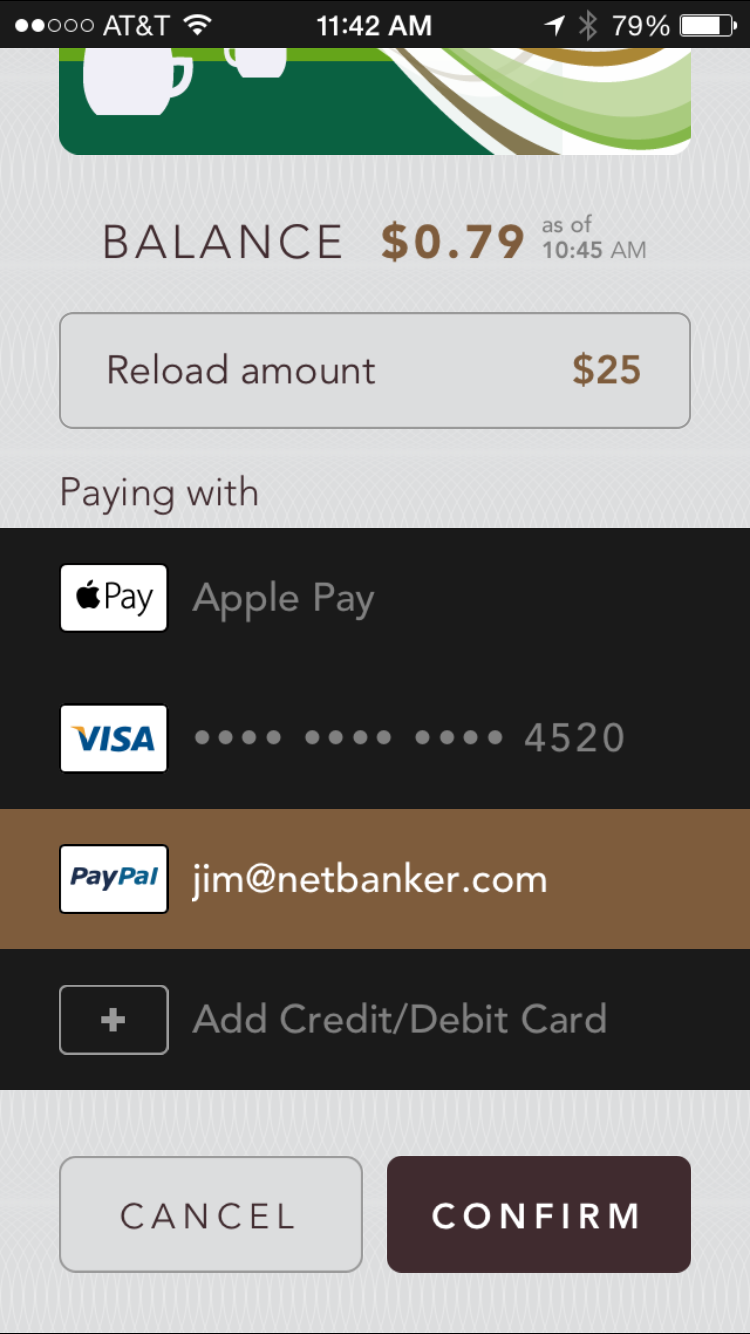 AT&T 11:42 AM 79%
BALANCE $0.79 as of
10:45 AM
Reload amount $25
Paying with
Pay Apple Pay
VISA •••• •••• •••• 4520
PayPal jim@netbanker.com
+ Add Credit/Debit Card
CANCEL CONFIRM